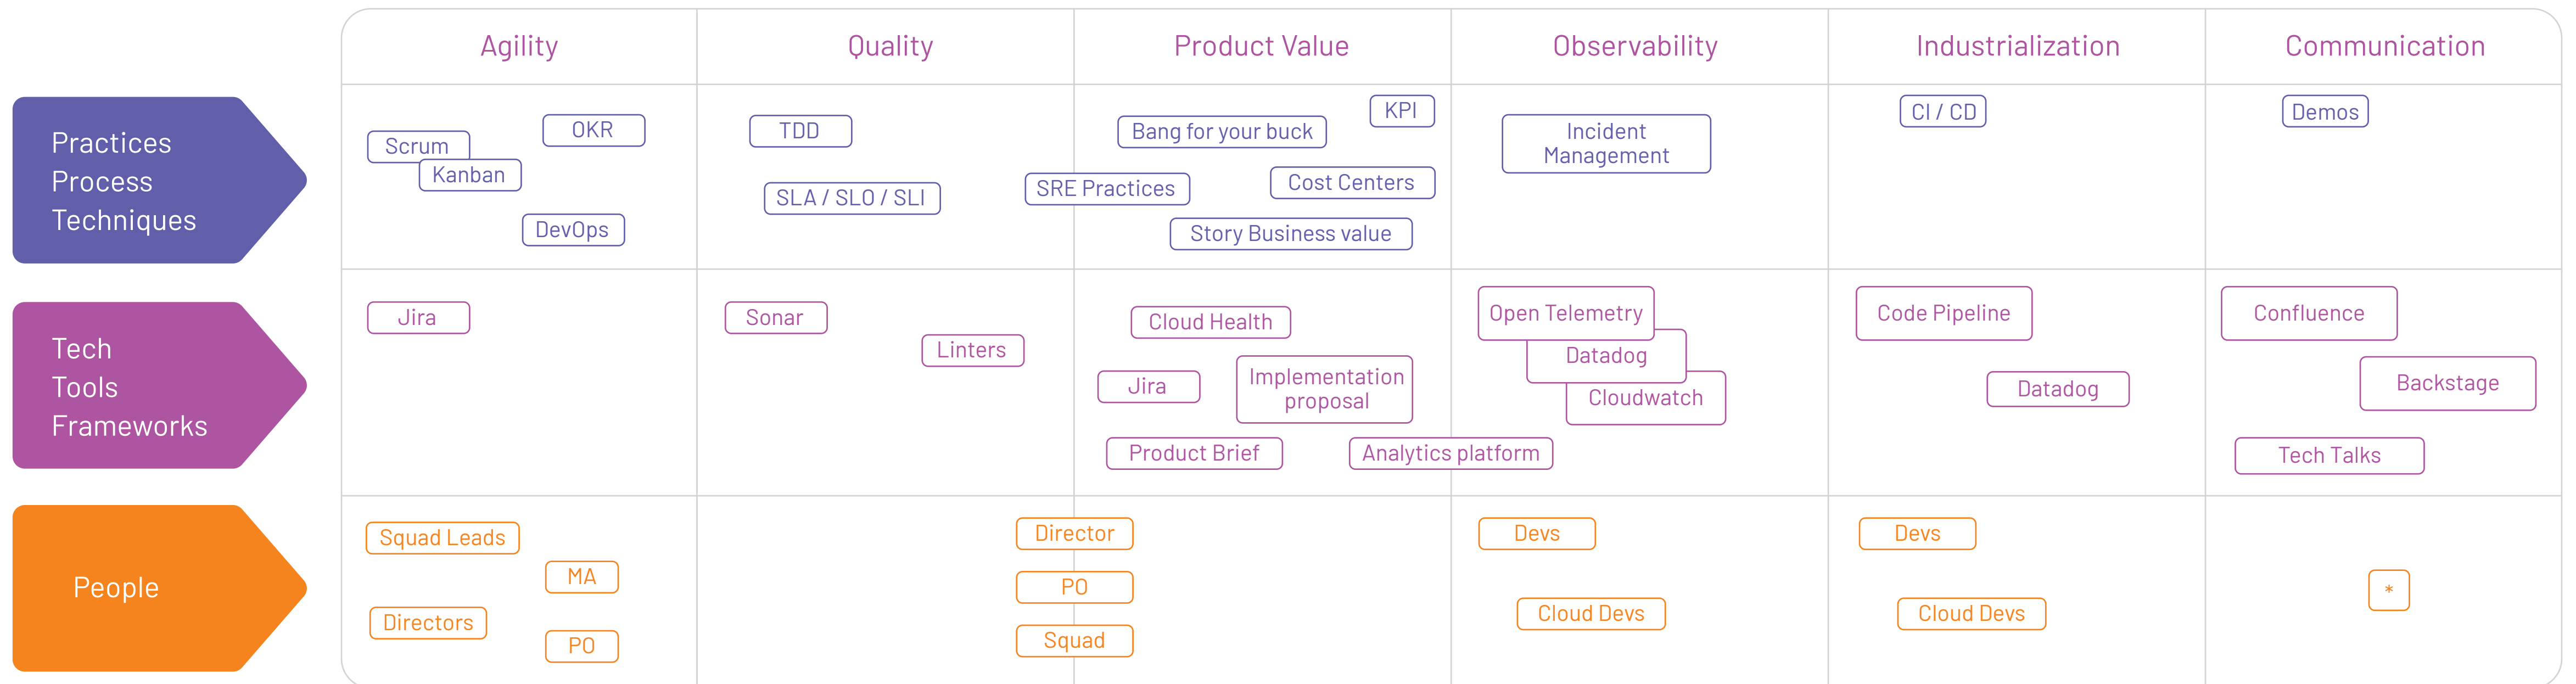 Agility
Quality
Product Value
Observability
Industrialization
Communication
Practices
Process
Techniques
Scrum
Kanban
OKR
DevOps
TDD
SLA / SLO / SLI
SRE Practices
Bang for your buck
KPI
Cost Centers
Story Business value
Incident
Management
CI / CD
Demos
Tech
Tools
Frameworks
Jira
Sonar
Linters
Cloud Health
Jira
Implementation
proposal
Product Brief
Analytics platform
Open Telemetry
Datadog
Cloudwatch
Code Pipeline
Datadog
Confluence
Backstage
Tech Talks
People
Squad Leads
MA
Directors
PO
Director
PO
Squad
Devs
Cloud Devs
Devs
Cloud Devs
*